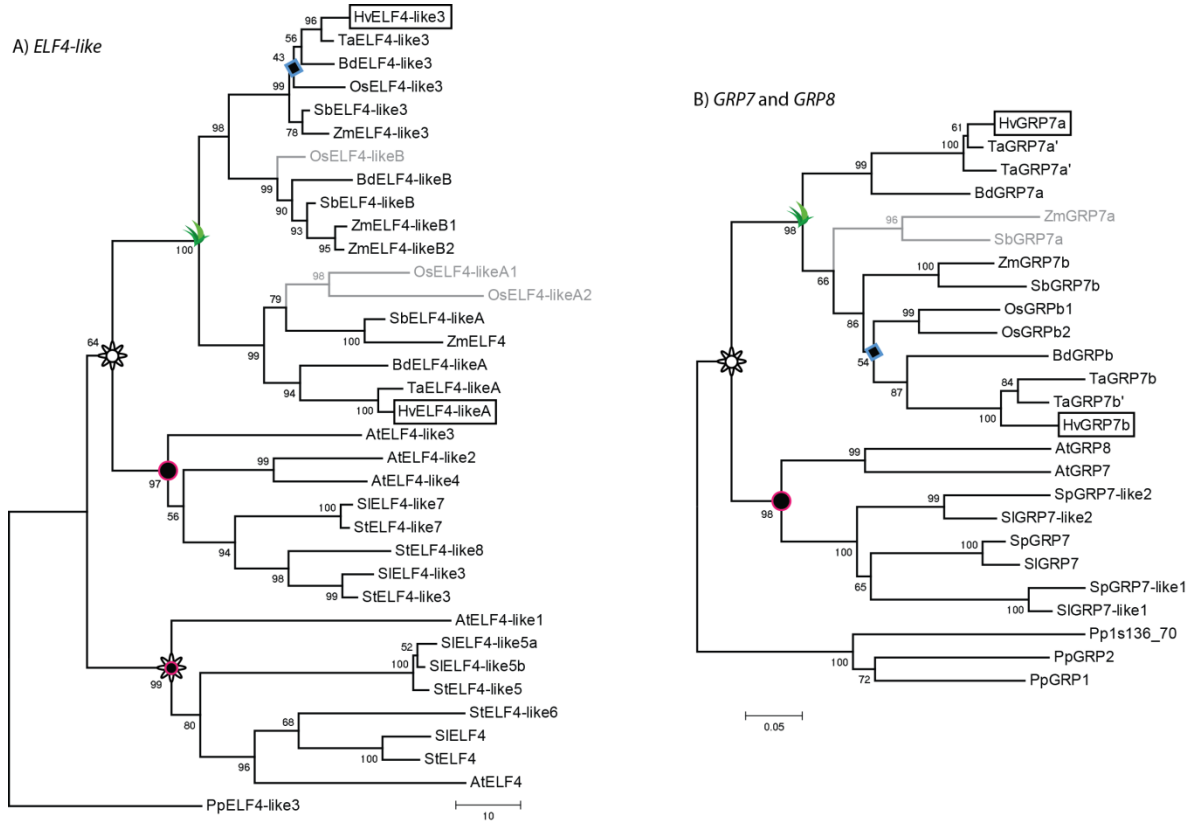 A) ELF4-like
96
HvELF4-like3
56
TaELF4-like3
43
BdELF4-like3
99
OsELF4-like3
SbELF4-like3
98
78
ZmELF4-like3
OsELF4-likeB
99
BdELF4-likeB
90
SbELF4-likeB
93
ZmELF4-likeB1
100
95
ZmELF4-likeB2
98
OsELF4-likeA1
79
OsELF4-likeA2
SbELF4-likeA
100
ZmELF4
64
99
BdELF4-likeA
94
TaELF4-likeA
100
HvELF4-likeA
AtELF4-like3
99
AtELF4-like2
97
AtELF4-like4
56
100
SlELF4-like7
StELF4-like7
94
StELF4-like8
98
SlELF4-like3
99
StELF4-like3
AtELF4-like1
52
SlELF4-like5a
100
SlELF4-like5b
99
StELF4-like5
80
68
StELF4-like6
SlELF4
100
StELF4
96
AtELF4
PpELF4-like3
10
B) GRP7 and GRP8
61
HvGRP7a
100
TaGRP7a'
99
TaGRP7a'
BdGRP7a
98
96
ZmGRP7a
SbGRP7a
66
100
ZmGRP7b
SbGRP7b
86
99
OsGRPb1
OsGRPb2
54
BdGRPb
87
84
TaGRP7b
TaGRP7b'
100
HvGRP7b
99
AtGRP8
AtGRP7
98
99
SpGRP7-like2
SlGRP7-like2
100
100
SpGRP7
SlGRP7
65
SpGRP7-like1
100
SlGRP7-like1
Pp1s136_70
100
PpGRP2
72
PpGRP1
0.05